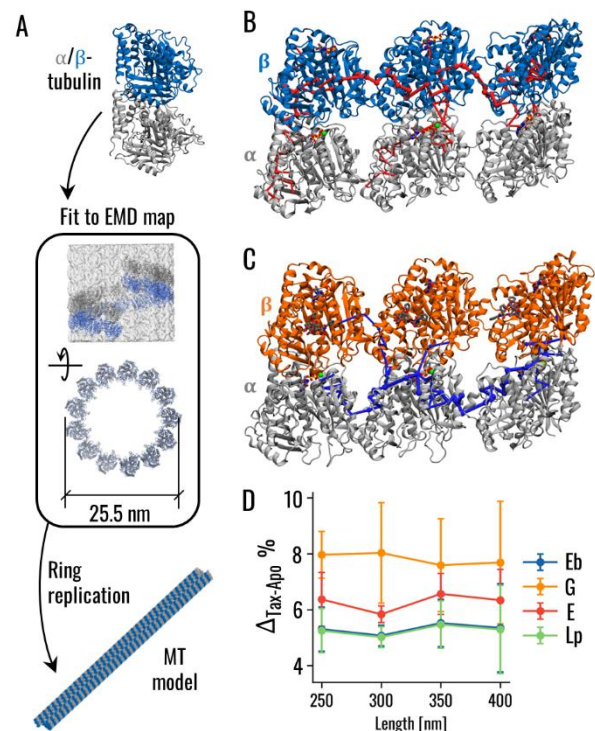 A
α/β-
tubulin
Fit to EMD map
25.5 nm
Ring
replication
MT
model
B
β
α
C
β
α
D
Δ Tax-Apo %
10
8
6
4
250
300
350
400
Length [nm]
Eb
G
E
Lp